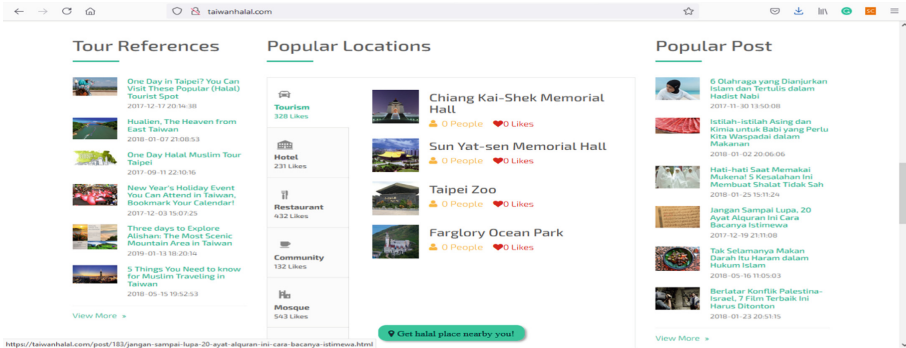 taiwanhalal.com
Tour References
One Day in Taipei? You Can
Visit These Popular (Halal)
Tourist Spot
2017-12-17 20:14:38
Hualien, The Heaven from
East Taiwan
2018-01-07 21:08:53
One Day Halal Muslim Tour
Taipei
2017-09-11 22:10:16
New Year's Holiday Event
You Can Attend in Taiwan,
Bookmark Your Calendar!
2017-12-03 15:07:25
Three days to Explore
Alishan: The Most Scenic
Mountain Area in Taiwan
2019-01-13 18:20:14
5 Things You Need to know
for Muslim Traveling in
Taiwan
2018-05-15 19:52:53
View More »
Popular Locations
Tourism
328 Likes
Hotel
231 Likes
Restaurant
432 Likes
Community
132 Likes
Mosque
543 Likes
Chiang Kai-Shek Memorial
Hall
0 People 0 Likes
Sun Yat-sen Memorial Hall
0 People 0 Likes
Taipei Zoo
0 People 0 Likes
Farglory Ocean Park
0 People 0 Likes
Popular Post
6 Olahraga yang Dianjurkan
Islam dan Tertulis dalam
Hadist Nabi
2017-11-30 13:50:08
Istilah-istilah Asing dan
Kimia untuk Babi yang Perlu
Kita Waspadai dalam
Makanan
2018-01-02 20:06:06
Hati-hati Saat Memakai
Mukena! 5 Kesalahan Ini
Membuat Shalat Tidak Sah
2018-01-25 15:11:24
Jangan Sampai Lupa, 20
Ayat Alquran Ini Cara
Bacanya Istimewa
2017-12-19 21:11:08
Tak Selamanya Makan
Darah Itu Haram dalam
Hukum Islam
2018-05-16 11:05:03
Berlatar Konflik Palestina-
Israel, 7 Film Terbaik Ini
Harus Ditonton
2018-01-23 20:51:15
View More »
Get halal place nearby you!
https://taiwanhalal.com/post/183/jangan-sampai-lupa-20-ayat-alquran-ini-cara-bacanya-istimewa.html